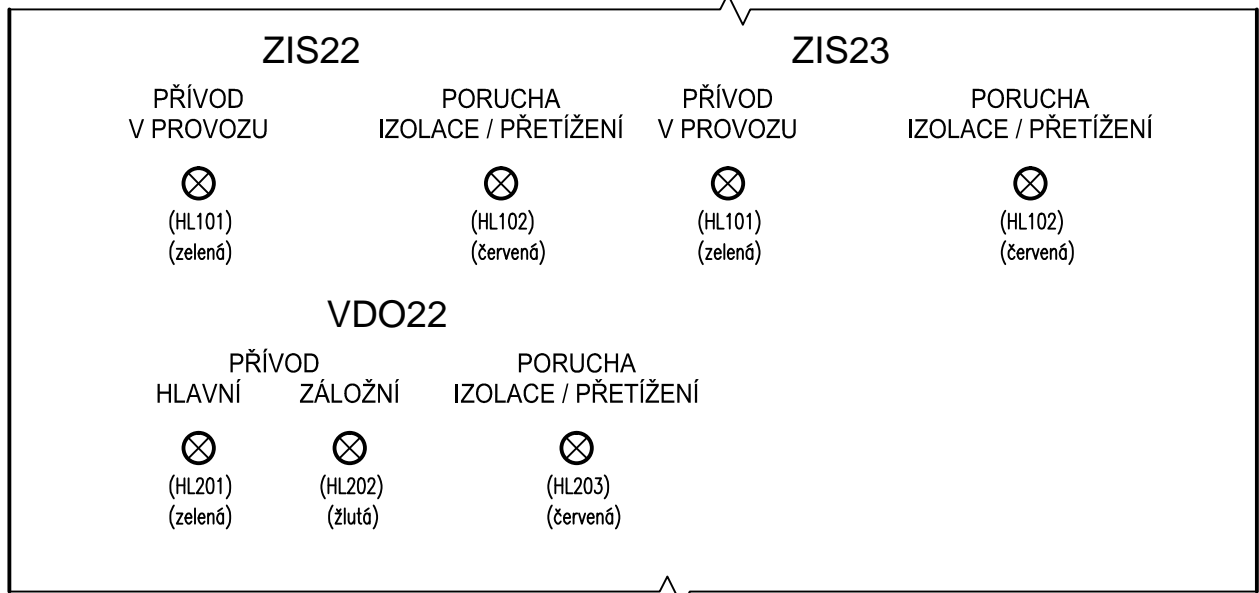 ZIS22
PŘÍVOD
V PROVOZU
PORUCHA
IZOLACE / PŘETÍŽENÍ
(HL101)
(zelená)
(HL102)
(červená)
ZIS23
PŘÍVOD
V PROVOZU
PORUCHA
IZOLACE / PŘETÍŽENÍ
(HL101)
(zelená)
(HL102)
(červená)
VDO22
PŘÍVOD
HLAVNÍ
ZÁLOŽNÍ
PORUCHA
IZOLACE / PŘETÍŽENÍ
(HL201)
(zelená)
(HL202)
(žlutá)
(HL203)
(červená)